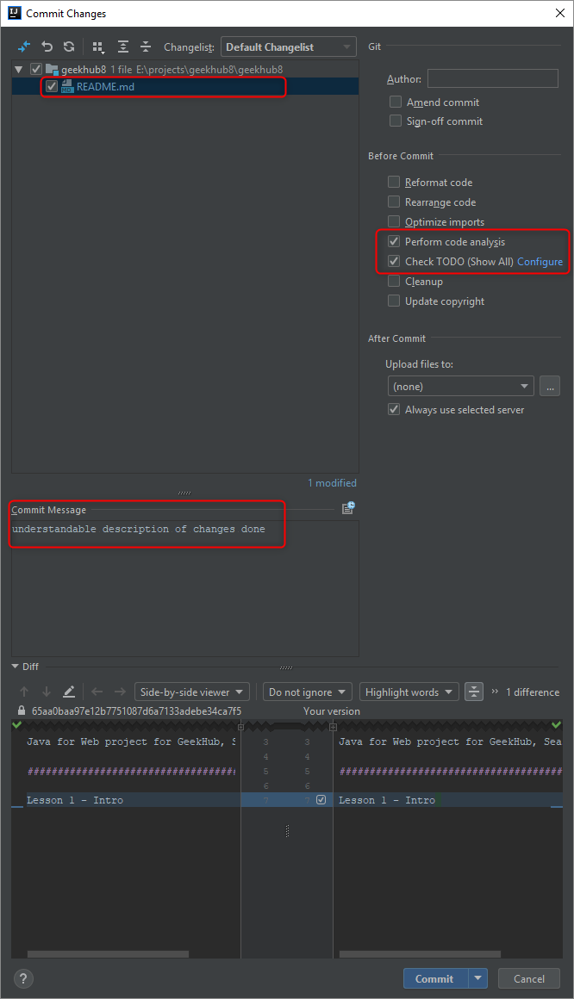 Commit Changes
Changelist: Default Changelist
geekhub8 1 file E:\projects\geekhub8\geekhub8
README.md
1 modified
Git
Author:
Amend commit
Sign-off commit
Before Commit
Reformat code
Rearrange code
Optimize imports
Perform code analysis
Check TODO (Show All) Configure
Cleanup
Update copyright
After Commit
Upload files to:
(none) ...
Always use selected server
Commit Message
understandable description of changes done
Diff
Side-by-side viewer Do not ignore Highlight words 1 difference
65aa0baa97e12b7751087d6a7133adebe34ca7f5 Your version
Java for Web project for GeekHub, S 3 3 Java for Web project for GeekHub, Sea
4 4
################################### 5 5 #####################################
6 6
Lesson 1 - Intro 7 7 Lesson 1 - Intro
? Commit Cancel